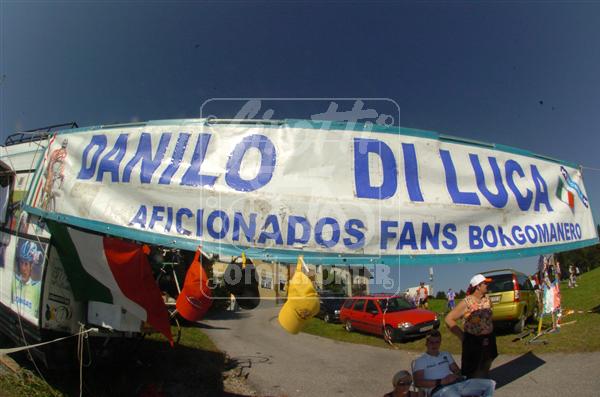 DANILO DI LUCA
AFICIONADOS FANS BORGOMANERO